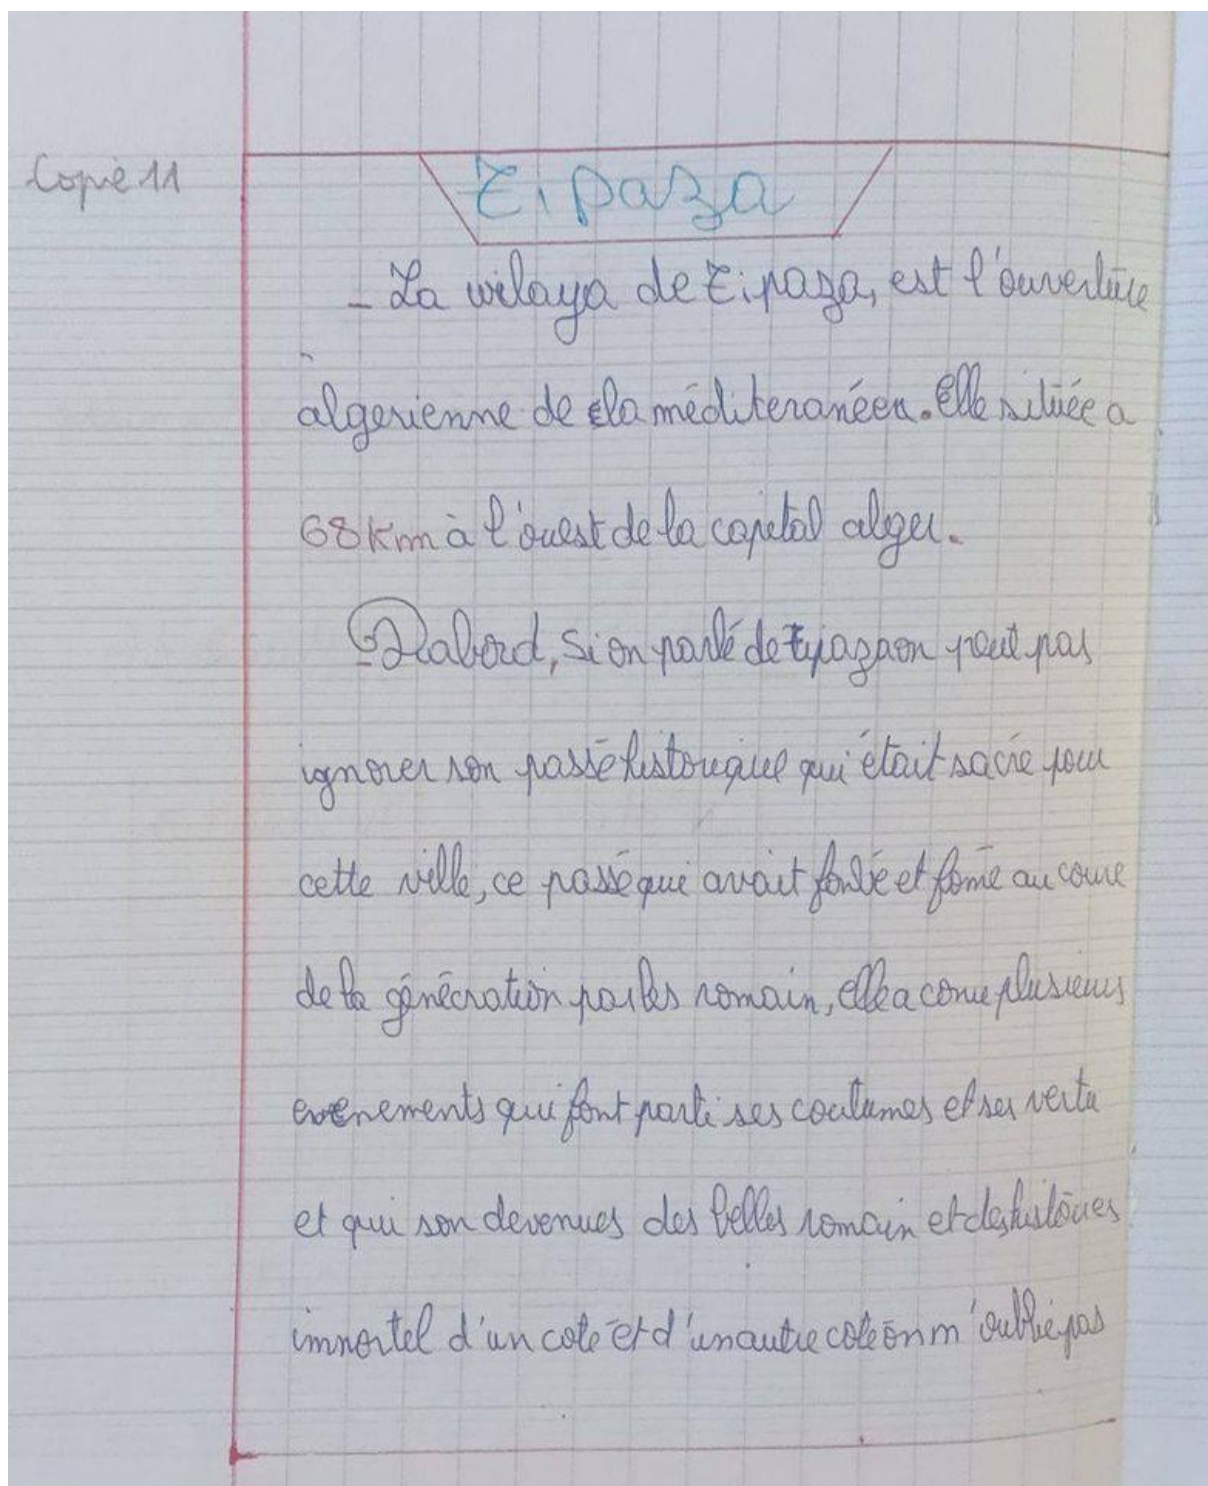 Copie 11
Tipaza
- La wilaya de Tipaza, est l'ouverture
algerienne de la méditeranéen. Elle située a
68 Km à l'ouest de la capital alger.
- Dabord, si on parlé de tipaza on peut pas
ignorer son passé historique qui était sacré pour
cette ville, ce passé qui avait fondé et formé au cours
de la génération par les romain, elle a conue plusieurs
evenements qui font parti ses coutumes et ses vertu
et qui son devenues des belles romain et des histoires
immortel d'un coté et d'un autre coté on n'oublie pas